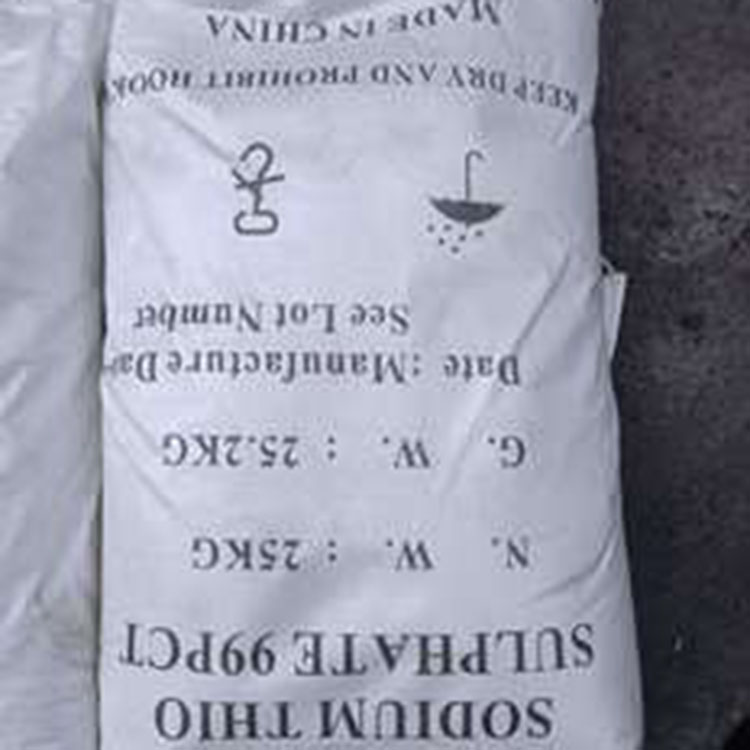 SODIUM THIO
SULPHATE 99PCT
N. W. : 25KG
G. W. : 25.2KG
Date :Manufacture Da
See Lot Number
KEEP DRY AND PROHIBIT HOOK
MADE IN CHINA